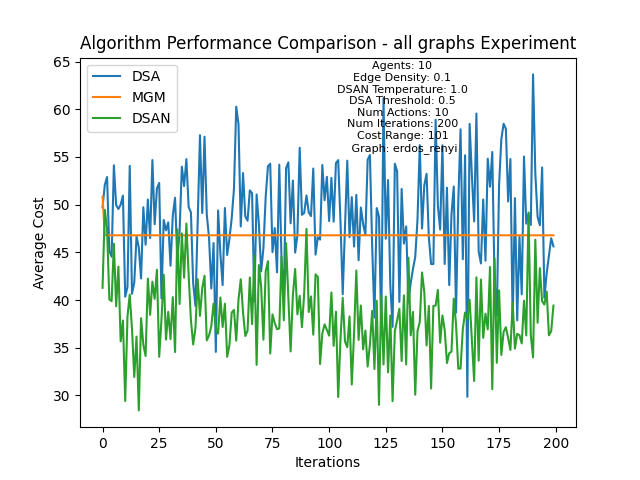 Algorithm Performance Comparison - all graphs Experiment
DSA
MGM
DSAN
Agents: 10
Edge Density: 0.1
DSAN Temperature: 1.0
DSA Threshold: 0.5
Num Actions: 10
Num Iterations: 200
Cost Range: 101
Graph: erdos_renyi
Average Cost
65
60
55
50
45
40
35
30
0 25 50 75 100 125 150 175 200
Iterations